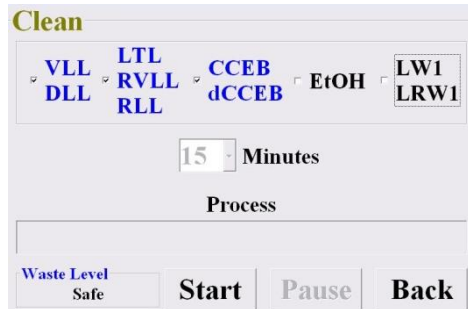 Clean
VLL DLL
LTL RVLL RLL
CCEB dCCEB
EtOH
LW1 LRW1
15 Minutes
Process
Waste Level
Safe
Start Pause Back